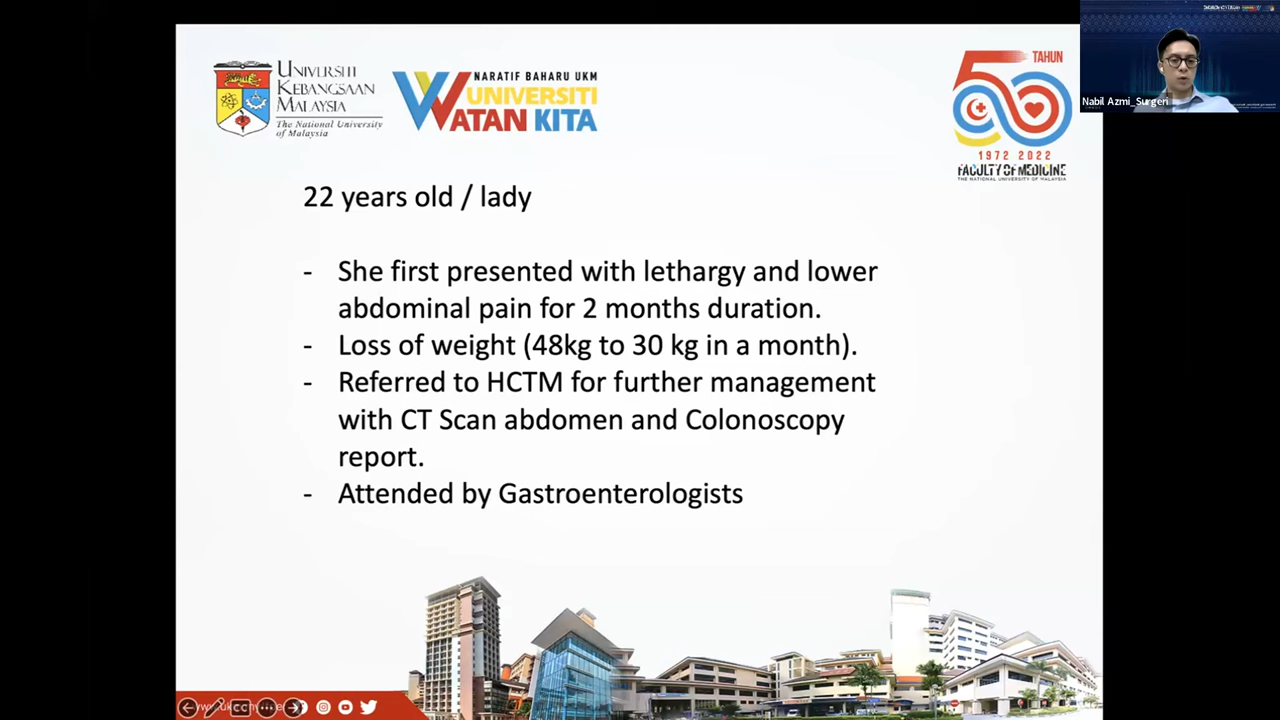 UNIVERSITI
KEBANGSAAN
MALAYSIA
The National University
of Malaysia
NARATIF BAHARU UKM
UNIVERSITI
WATAN KITA
50 TAHUN
1972 2022
FACULTY OF MEDICINE
THE NATIONAL UNIVERSITY OF MALAYSIA
Nabil Azmi_Surgeri
22 years old / lady
- She first presented with lethargy and lower
abdominal pain for 2 months duration.
- Loss of weight (48kg to 30 kg in a month).
- Referred to HCTM for further management
with CT Scan abdomen and Colonoscopy
report.
- Attended by Gastroenterologists